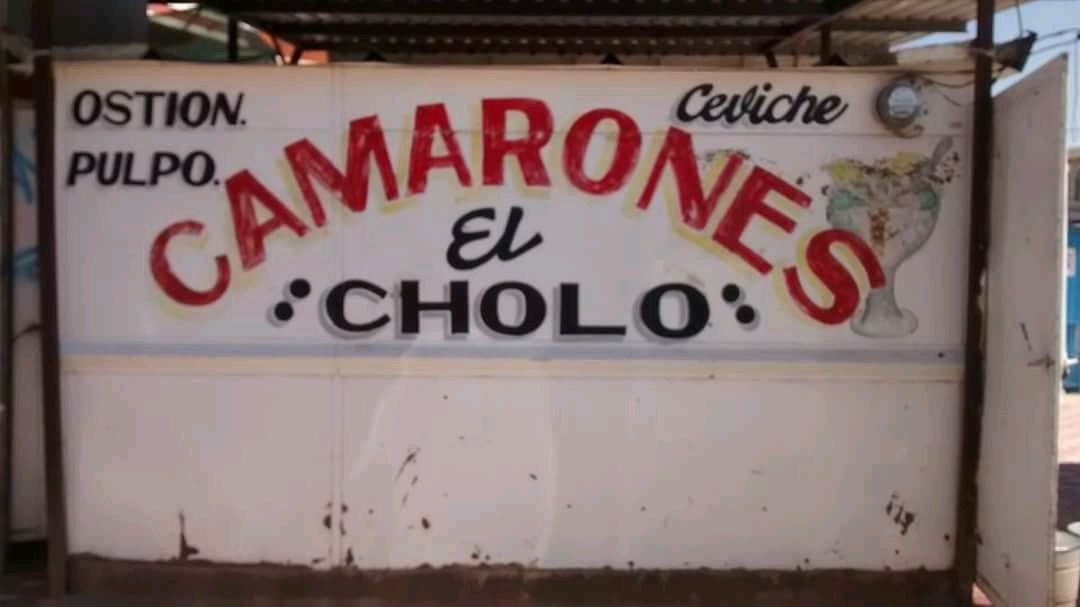 OSTION.
PULPO.
Ceviche
CAMARONES
El
CHOLO